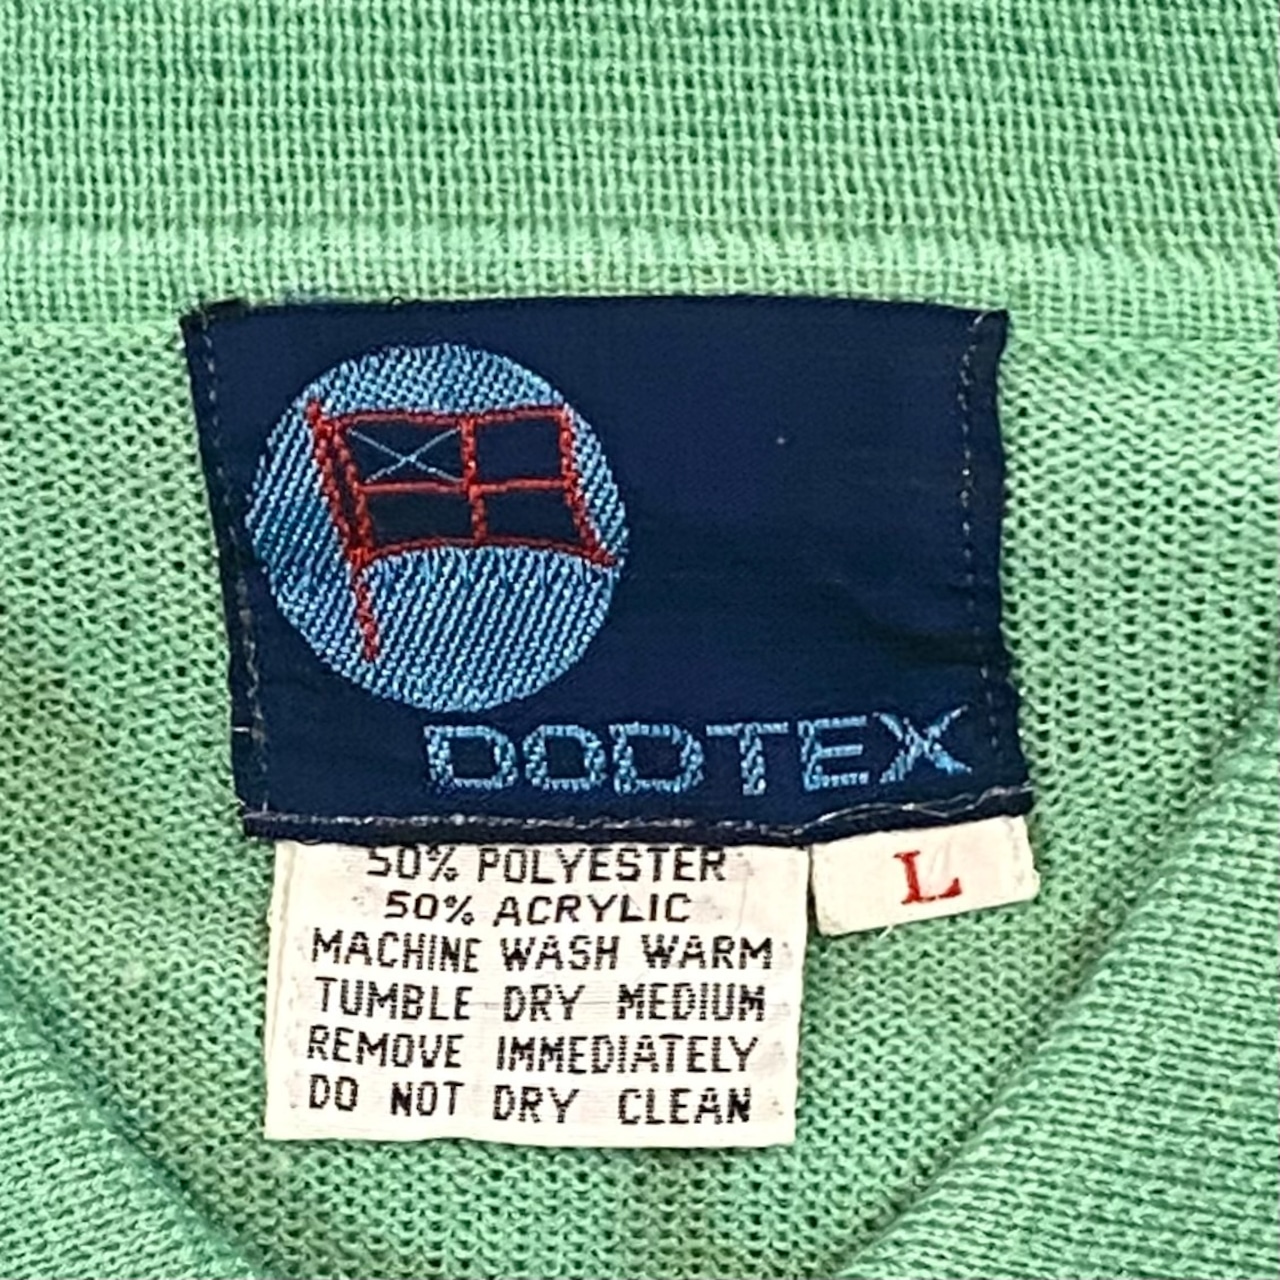 DODTEX
L
50% POLYESTER
50% ACRYLIC
MACHINE WASH WARM
TUMBLE DRY MEDIUM
REMOVE IMMEDIATELY
DO NOT DRY CLEAN